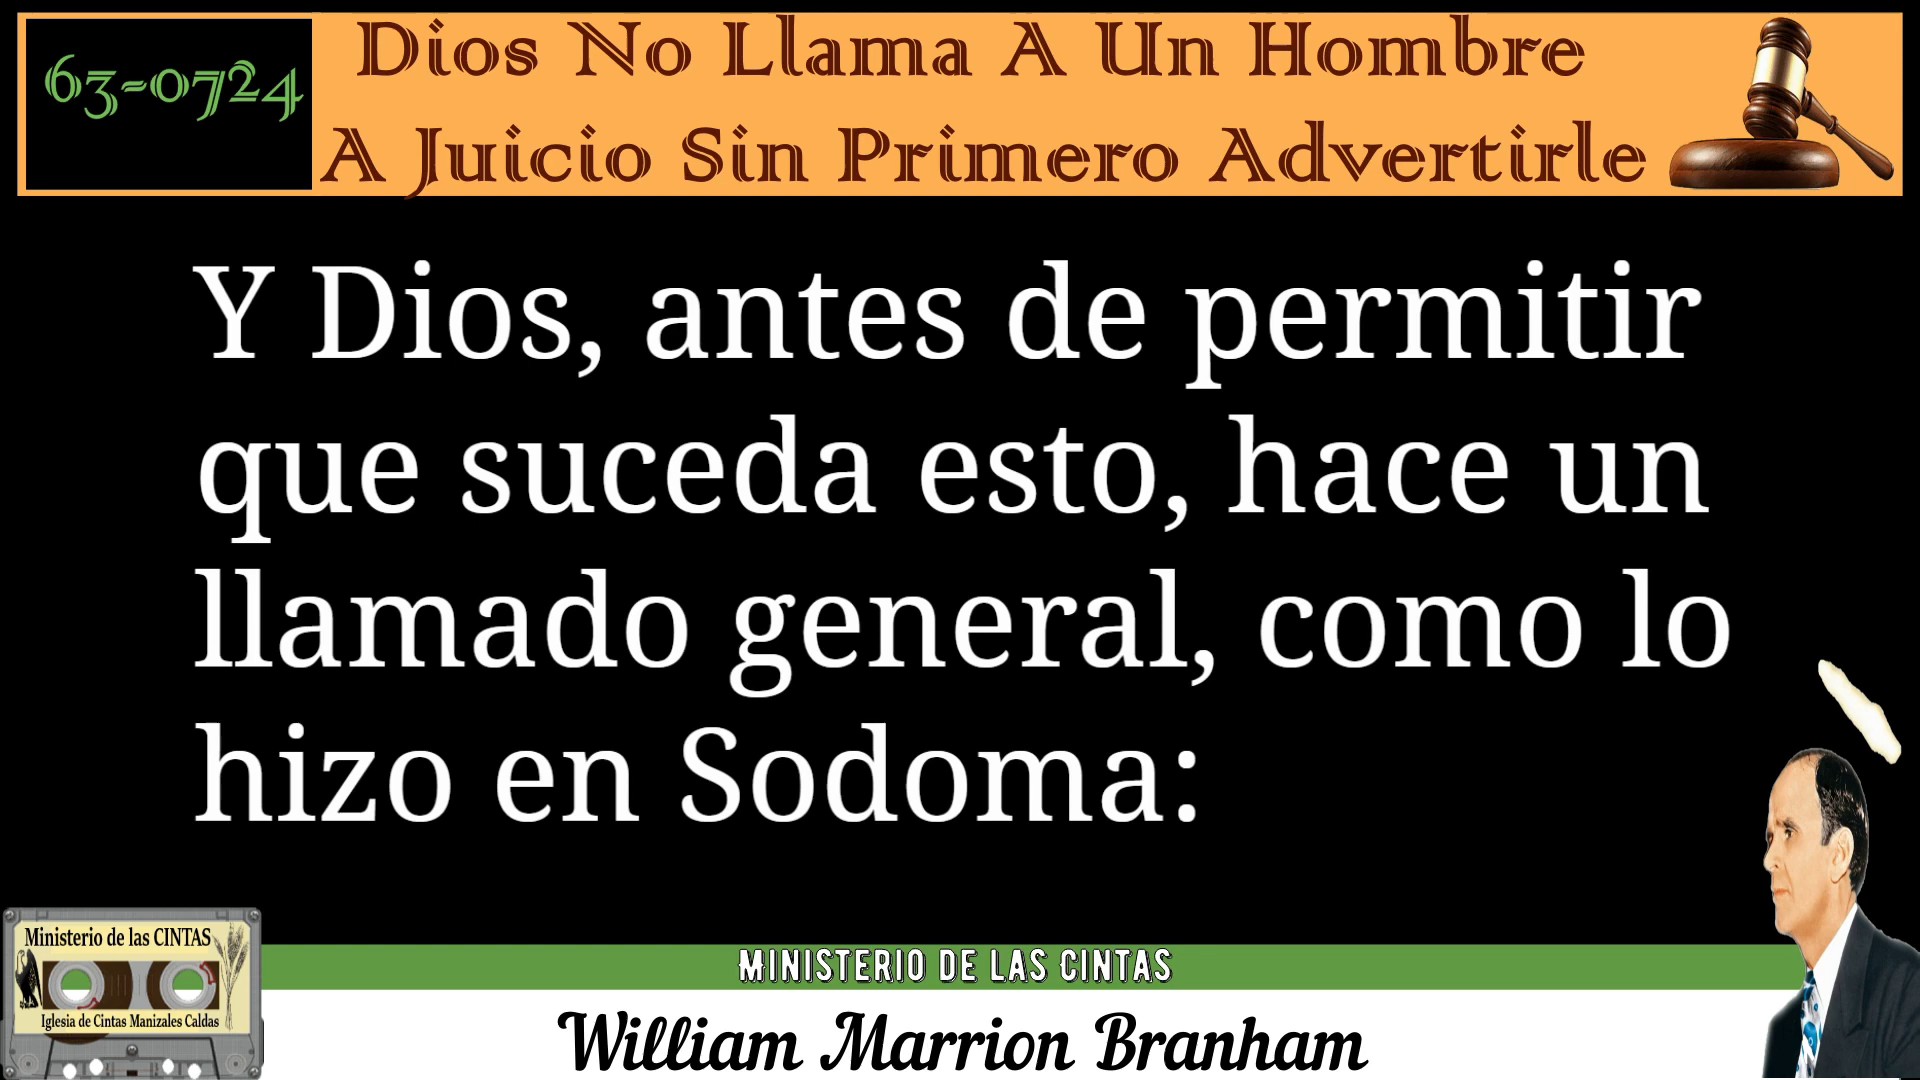 63-0724
Dios No Llama A Un Hombre
A Juicio Sin Primero Advertirle
Y Dios, antes de permitir
que suceda esto, hace un
llamado general, como lo
hizo en Sodoma:
Ministerio de las CINTAS
Iglesia de Cintas Manizales Caldas
MINISTERIO DE LAS CINTAS
William Marrion Branham